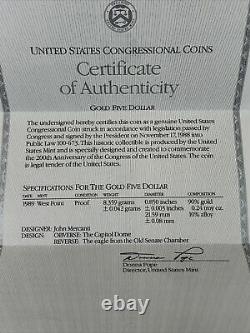 UNITED STATES CONGRESSIONAL COINS
Certificate
of Authenticity
GOLD FIVE DOLLAR
The undersigned hereby certifies this coin as a genuine United States
Congressional Coin struck in accordance with legislation passed by
Congress and signed by the President on November 17, 1988 into
Public Law 100-673. This historic collectible is produced by the United
States Mint and is specially designed and created to commemorate
the 200th Anniversary of the Congress of the United States. The coin
is legal tender of the United States.
SPECIFICATIONS FOR THE GOLD FIVE DOLLAR
MINT FINISH WEIGHT DIAMETER COMPOSITION
1989 West Point Proof 8.359 grams 0.850 inches 90% gold
± 0.042 grams ± 0.003 inches 0.24 troy oz.
21.59 mm 10% alloy
± 0.08 mm
DESIGNER: John Mercanti
DESIGN: OBVERSE: The Capitol Dome
REVERSE: The eagle from the Old Senate Chamber
Donna Pope
Director, United States Mint